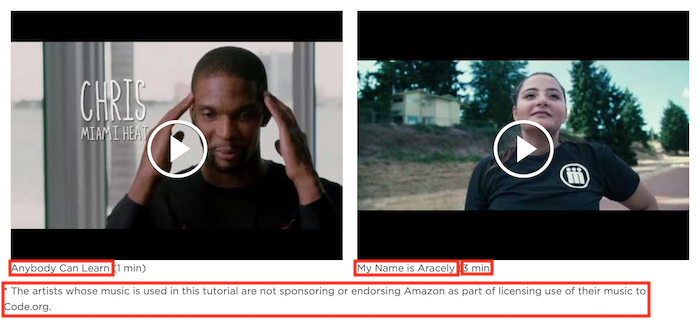 CHRIS
MIAMI HEAT
Anybody Can Learn (1 min)
My Name is Aracely (3 min)
* The artists whose music is used in this tutorial are not sponsoring or endorsing Amazon as part of licensing use of their music to
Code.org.